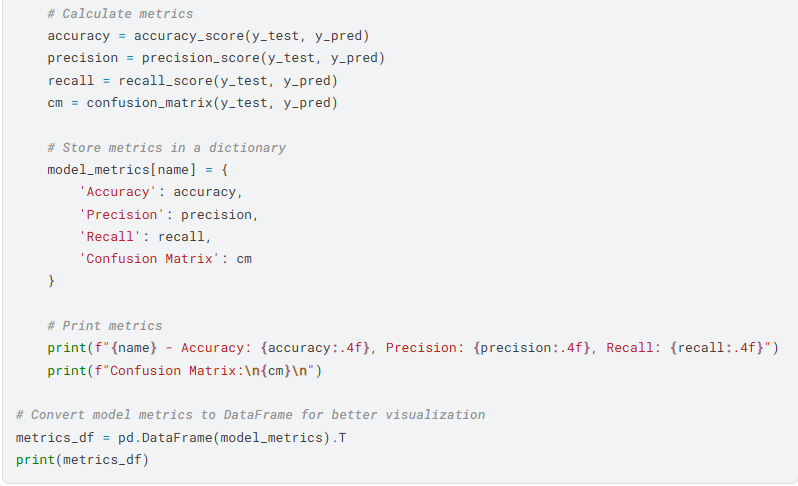 # Calculate metrics
accuracy = accuracy_score(y_test, y_pred)
precision = precision_score(y_test, y_pred)
recall = recall_score(y_test, y_pred)
cm = confusion_matrix(y_test, y_pred)
# Store metrics in a dictionary
model_metrics[name] = {
'Accuracy': accuracy,
'Precision': precision,
'Recall': recall,
'Confusion Matrix': cm
}
# Print metrics
print(f"{name} - Accuracy: {accuracy:.4f}, Precision: {precision:.4f}, Recall: {recall:.4f}")
print(f"Confusion Matrix:\n{cm}\n")
# Convert model metrics to DataFrame for better visualization
metrics_df = pd.DataFrame(model_metrics).T
print(metrics_df)